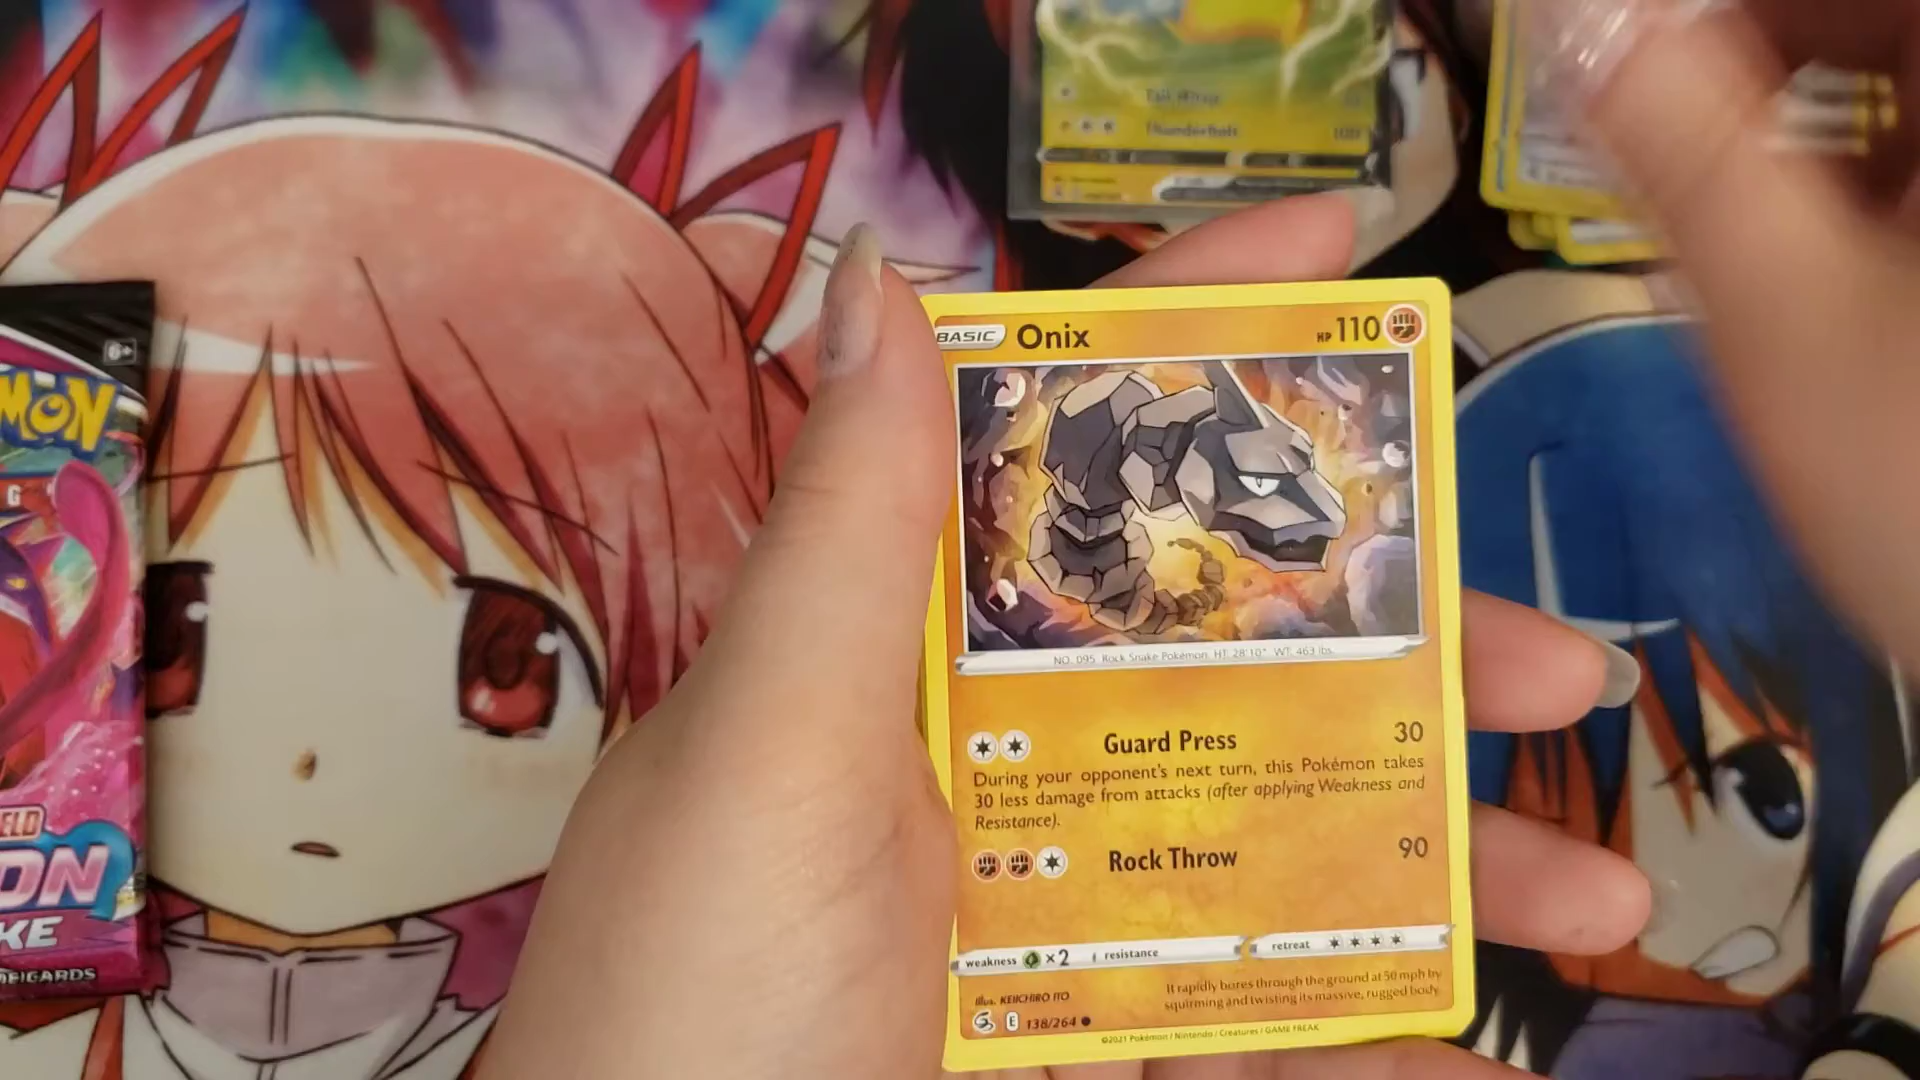 Tail Whip
Thunderbolt
6+
MON
G
ELD
ON
KE
BASIC Onix HP 110
NO. 095 Rock Snake Pokémon HT: 28'10" WT: 463 lbs.
Guard Press 30
During your opponent's next turn, this Pokémon takes
30 less damage from attacks (after applying Weakness and
Resistance).
Rock Throw 90
weakness ×2 resistance retreat
It rapidly bores through the ground at 50 mph by
squirming and twisting its massive, rugged body.
Illus. KEIICHIRO ITO
E 138/264
©2021 Pokémon / Nintendo / Creatures / GAME FREAK